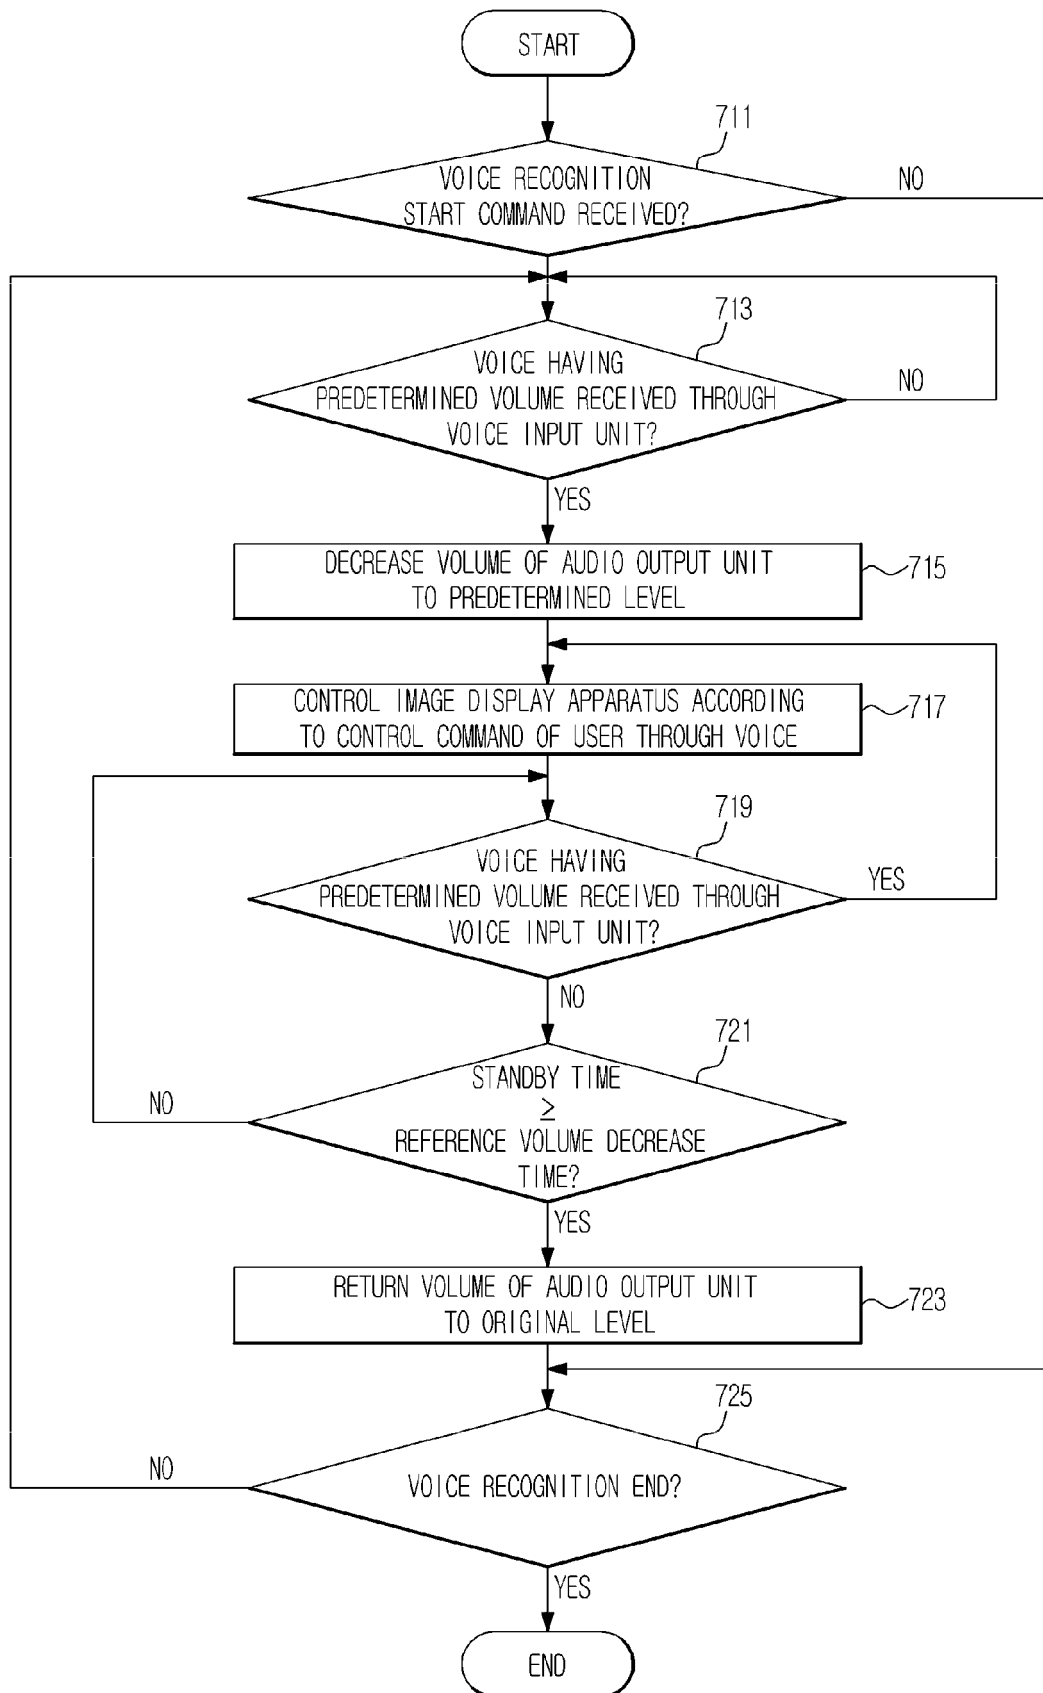 START
711
VOICE RECOGNITION
START COMMAND RECEIVED?
NO
713
VOICE HAVING
PREDETERMINED VOLUME RECEIVED THROUGH
VOICE INPUT UNIT?
NO
YES
DECREASE VOLUME OF AUDIO OUTPUT UNIT
TO PREDETERMINED LEVEL
715
CONTROL IMAGE DISPLAY APPARATUS ACCORDING
TO CONTROL COMMAND OF USER THROUGH VOICE
717
719
VOICE HAVING
PREDETERMINED VOLUME RECEIVED THROUGH
VOICE INPUT UNIT?
YES
NO
721
STANDBY TIME
≥
REFERENCE VOLUME DECREASE
TIME?
NO
YES
RETURN VOLUME OF AUDIO OUTPUT UNIT
TO ORIGINAL LEVEL
723
725
VOICE RECOGNITION END?
NO
YES
END